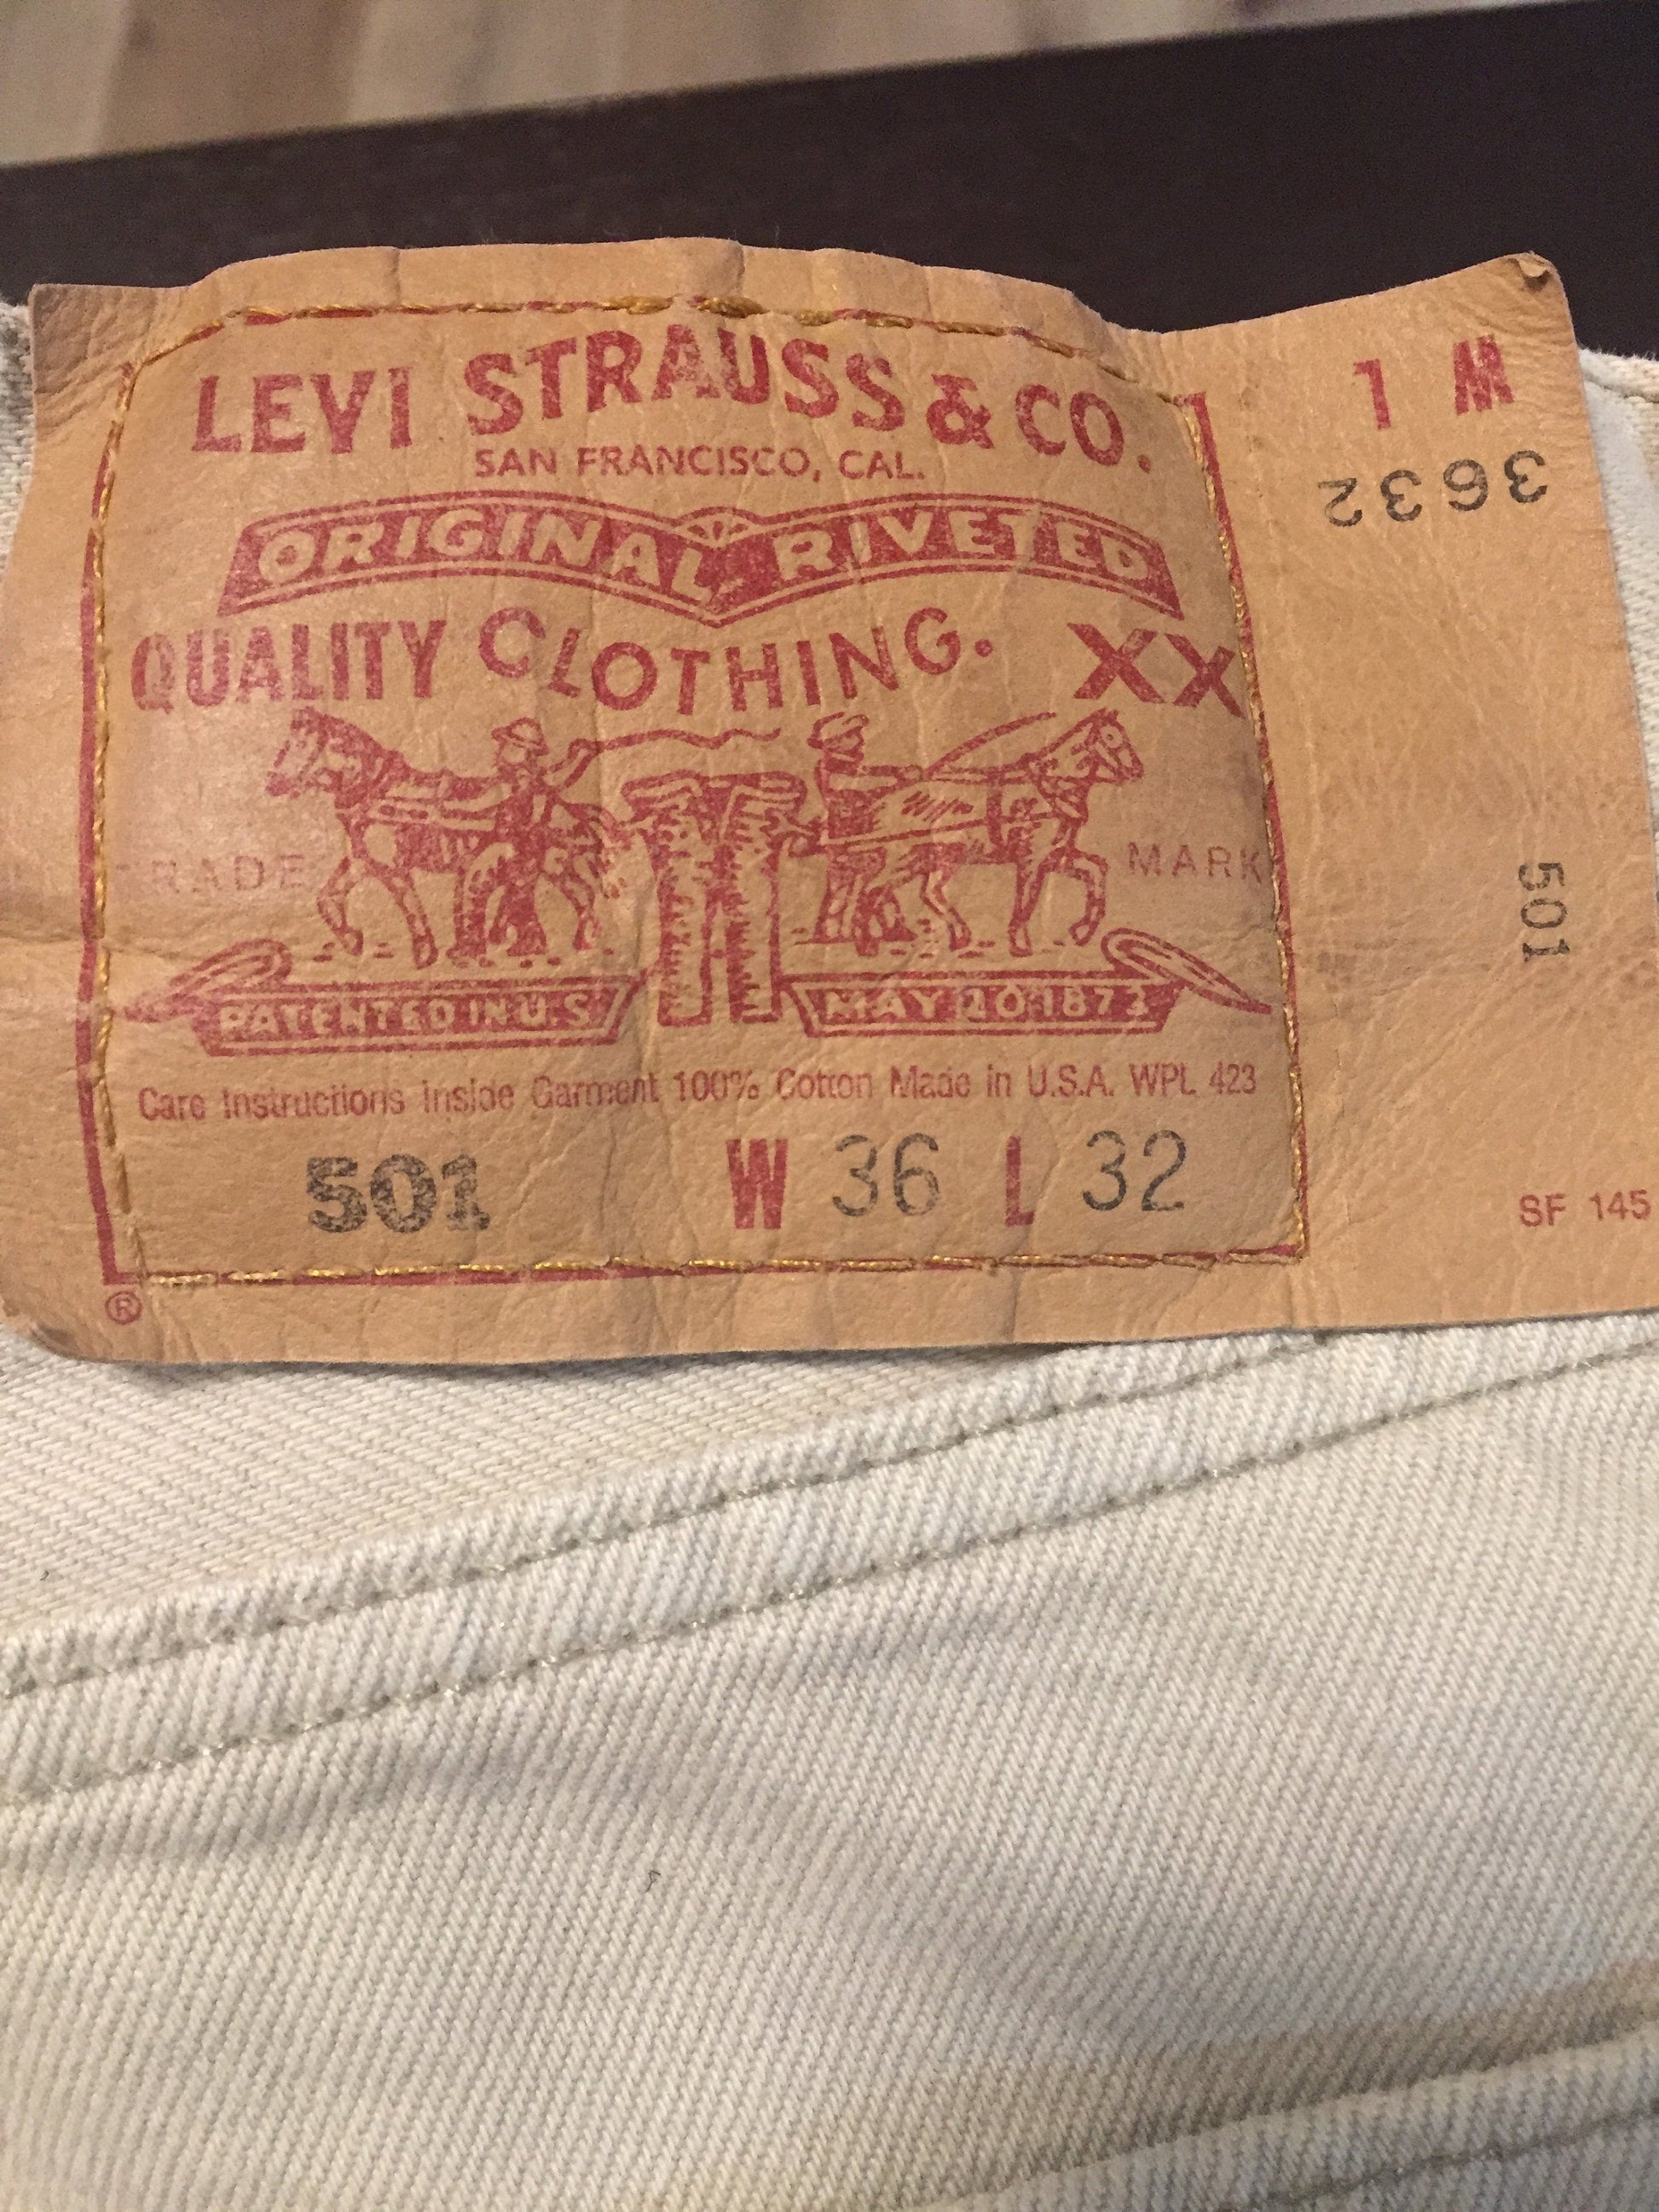 LEVI STRAUSS & CO.
SAN FRANCISCO, CAL.
ORIGINAL RIVETED
QUALITY CLOTHING. XX
TRADE MARK
PATENTED IN U.S. MAY 20 1873
Care Instructions Inside Garment 100% Cotton Made in U.S.A. WPL 423
501 W 36 L 32
®
1 M
3632
501
SF 145